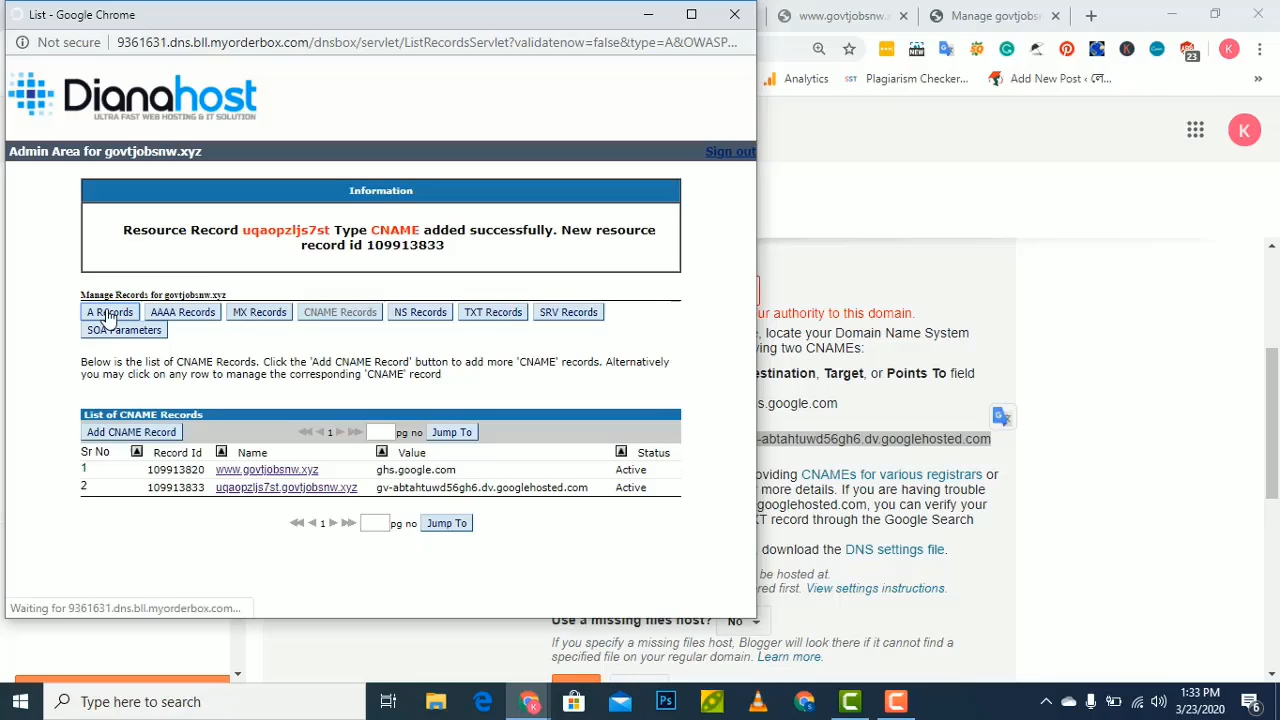 List - Google Chrome
www.govtjobsnw.
Manage govtjobsn
Not secure
9361631.dns.bll.myorderbox.com/dnsbox/servlet/ListRecordsServlet?validatenow=false&type=A&OWASP...
NEW
23
K
Analytics
SST
Plagiarism Checker...
Add New Post ‹
»
Dianahost
ULTRA FAST WEB HOSTING & IT SOLUTION
K
Admin Area for govtjobsnw.xyz
Sign out
Information
Resource Record uqaopzljs7st Type CNAME added successfully. New resource
record id 109913833
Manage Records for govtjobsnw.xyz
A Records
AAAA Records
MX Records
CNAME Records
NS Records
TXT Records
SRV Records
SOA Parameters
Below is the list of CNAME Records. Click the 'Add CNAME Record' button to add more 'CNAME' records. Alternatively
you may click on any row to manage the corresponding 'CNAME' record
List of CNAME Records
Add CNAME Record
1
pg no
Jump To
Sr No
Record Id
Name
Value
Status
1
109913820
www.govtjobsnw.xyz
ghs.google.com
Active
2
109913833
uqaopzljs7st.govtjobsnw.xyz
gv-abtahtuwd56gh6.dv.googlehosted.com
Active
1
pg no
Jump To
Waiting for 9361631.dns.bll.myorderbox.com...
ur authority to this domain.
e, locate your Domain Name System
ving two CNAMEs:
estination, Target, or Points To field
s.google.com
-abtahtuwd56gh6.dv.googlehosted.com
oviding CNAMEs for various registrars or
r more details. If you are having trouble
googlehosted.com, you can verify your
XT record through the Google Search
download the DNS settings file.
be hosted at.
ered first. View settings instructions.
Use a missing files host?
No
If you specify a missing files host, Blogger will look there if it cannot find a
specified file on your regular domain. Learn more.
Type here to search
Ps
1:33 PM
3/23/2020
6